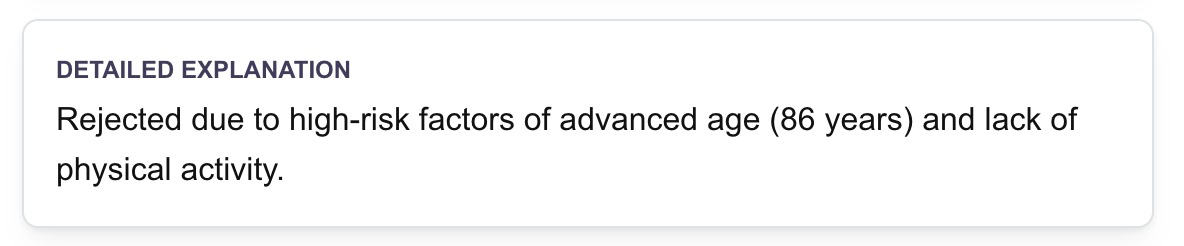 DETAILED EXPLANATION
Rejected due to high-risk factors of advanced age (86 years) and lack of
physical activity.